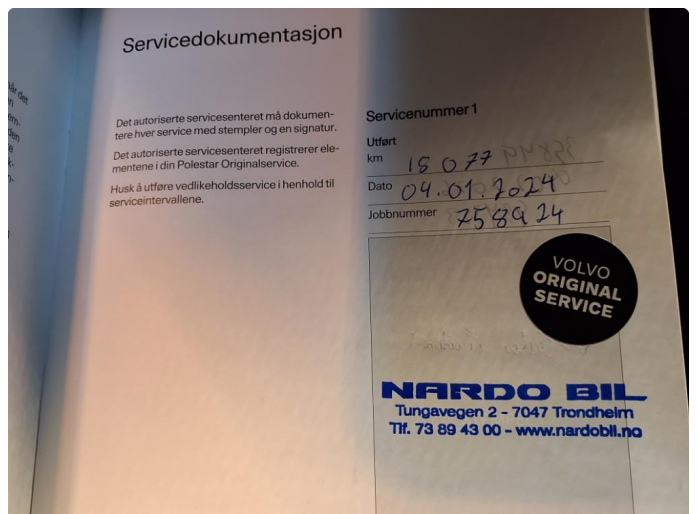 Servicedokumentasjon
Det autoriserte servicesenteret må dokumen-
tere hver service med stempler og en signatur.
Det autoriserte servicesenteret registrerer ele-
mentene i din Polestar Originalservice.
Husk å utføre vedlikeholdsservice i henhold til
serviceintervallene.
Servicenummer 1
Utført
km 18 077
Dato 04.01.2024
Jobbnummer 758924
VOLVO
ORIGINAL
SERVICE
NARDO BIL
Tungavegen 2 - 7047 Trondheim
Tlf. 73 89 43 00 - www.nardobil.no